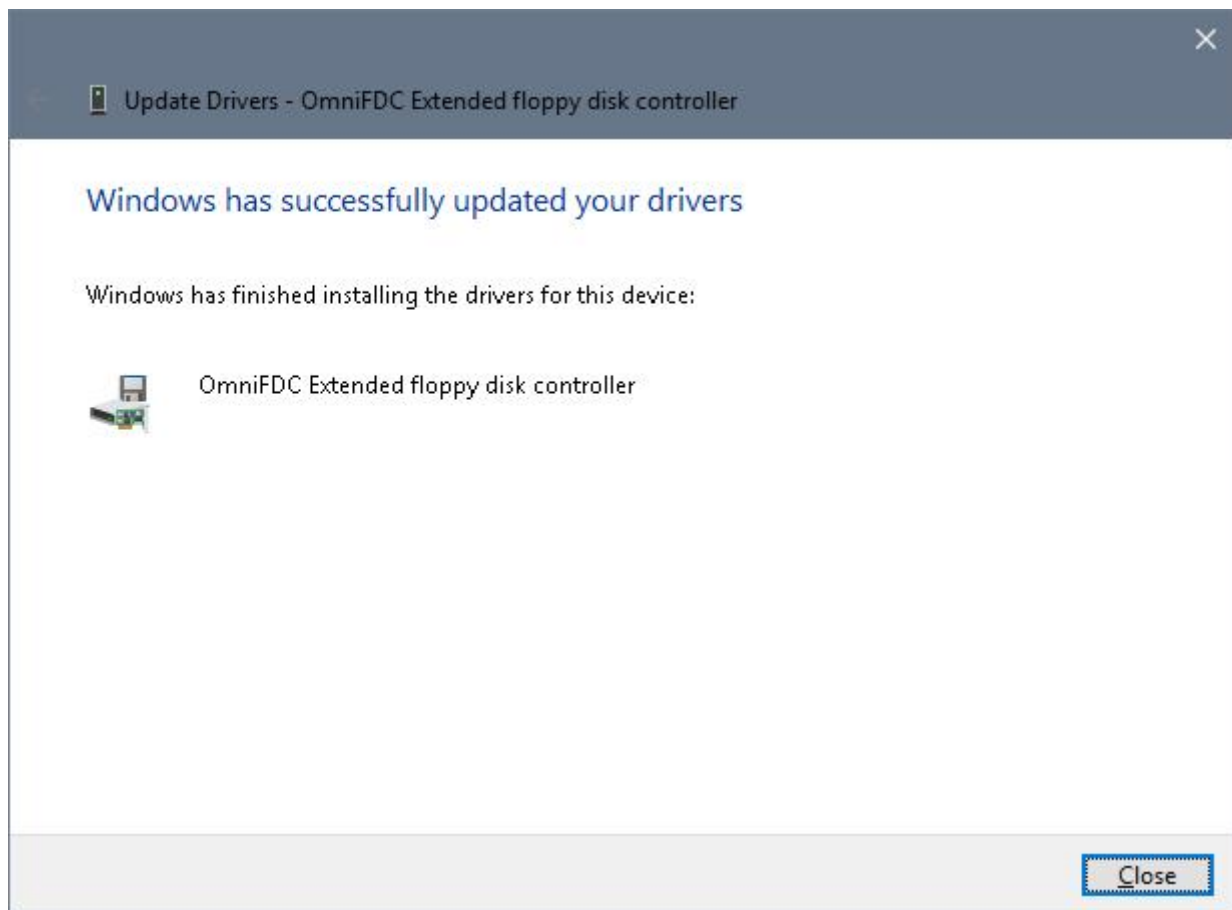 Update Drivers - OmniFDC Extended floppy disk controller
Windows has successfully updated your drivers
Windows has finished installing the drivers for this device:
OmniFDC Extended floppy disk controller
Close